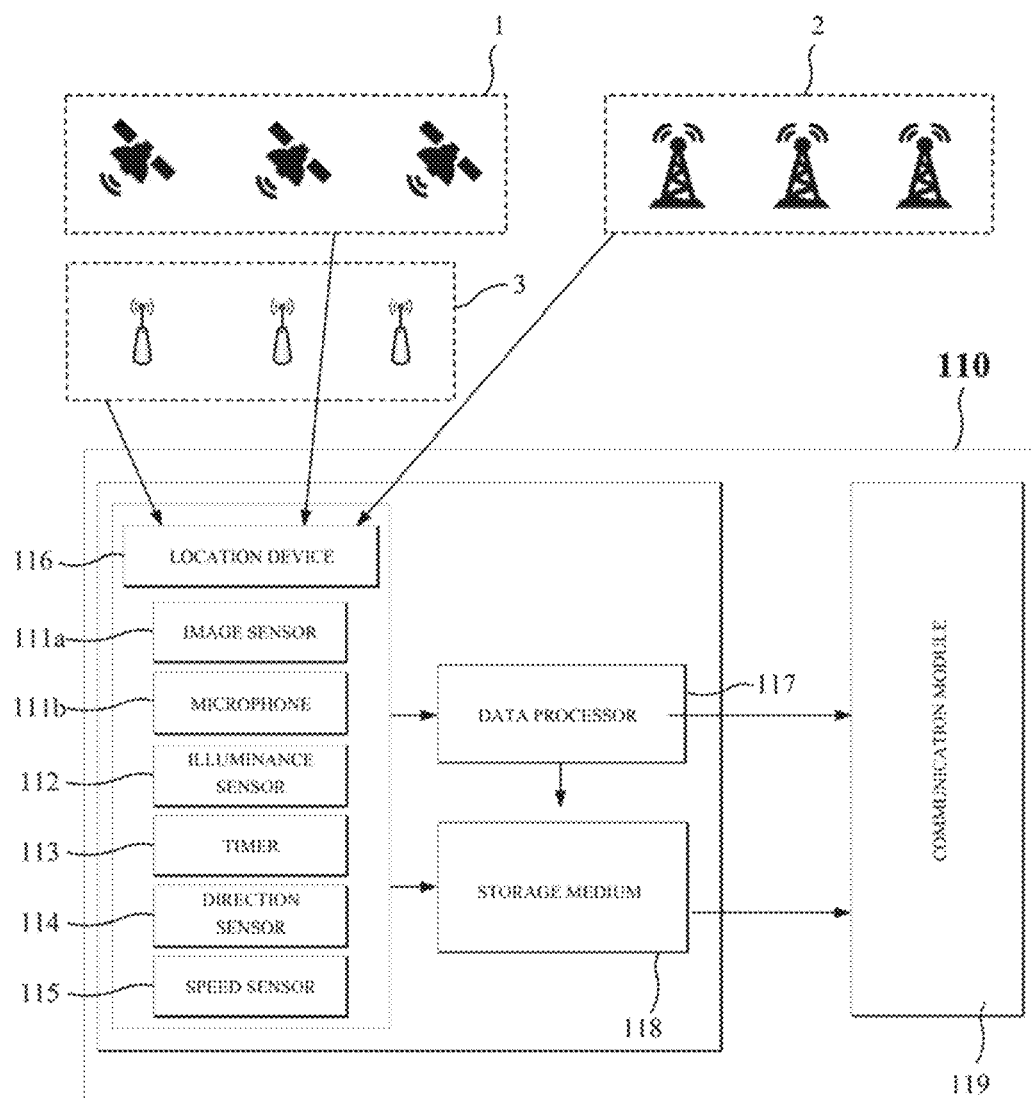 1
2
3
110
116
LOCATION DEVICE
111a
IMAGE SENSOR
111b
MICROPHONE
112
ILLUMINANCE
SENSOR
113
TIMER
114
DIRECTION
SENSOR
115
SPEED SENSOR
117
DATA PROCESSOR
STORAGE MEDIUM
118
COMMUNICATION MODULE
119